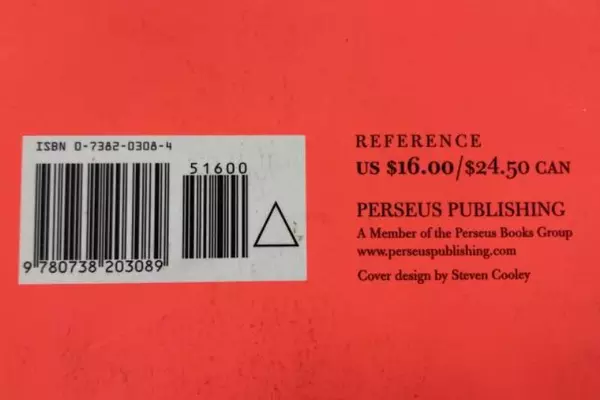 ISBN 0-7382-0308-4
51600
9 780738 203089
REFERENCE
US $16.00/$24.50 CAN
PERSEUS PUBLISHING
A Member of the Perseus Books Group
www.perseuspublishing.com
Cover design by Steven Cooley